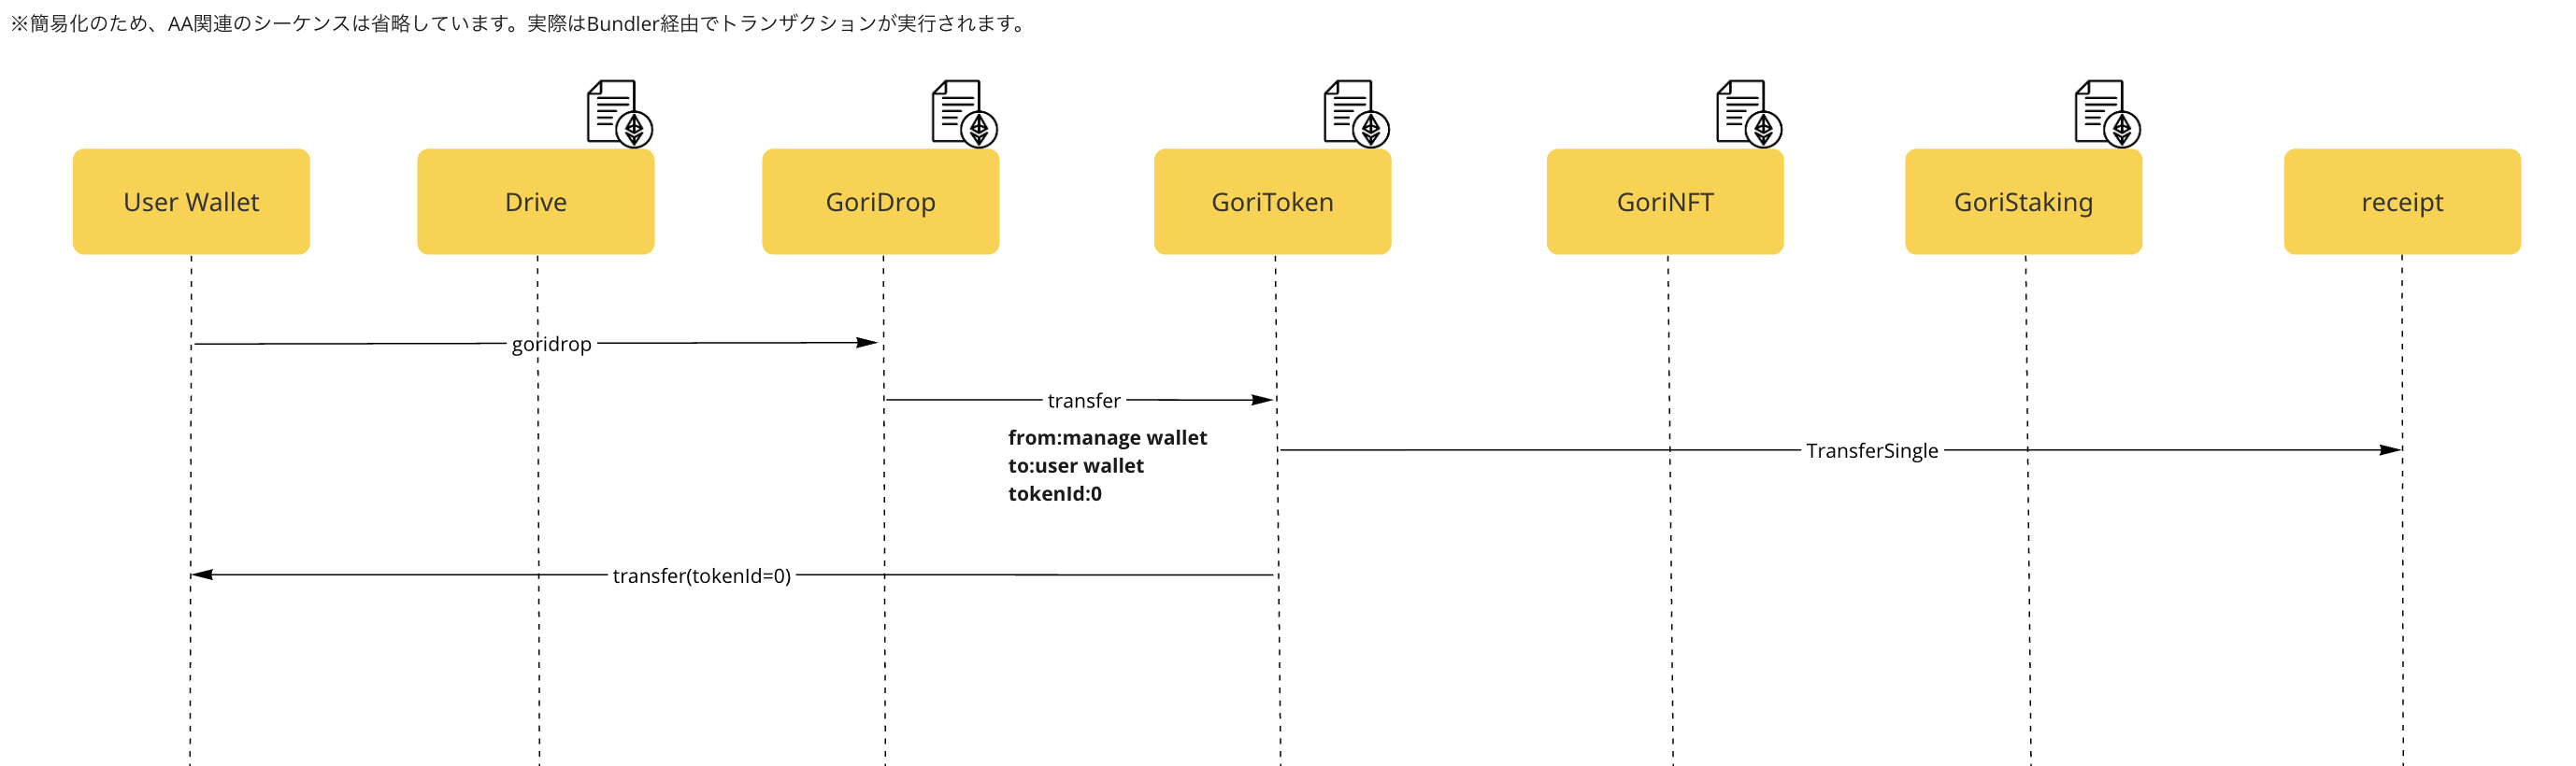 ※簡易化のため、AA関連のシーケンスは省略しています。実際はBundler経由でトランザクションが実行されます。
User Wallet
Drive
GoriDrop
GoriToken
GoriNFT
GoriStaking
receipt
goridrop
transfer
from:manage wallet
to:user wallet
tokenId:0
TransferSingle
transfer(tokenId=0)